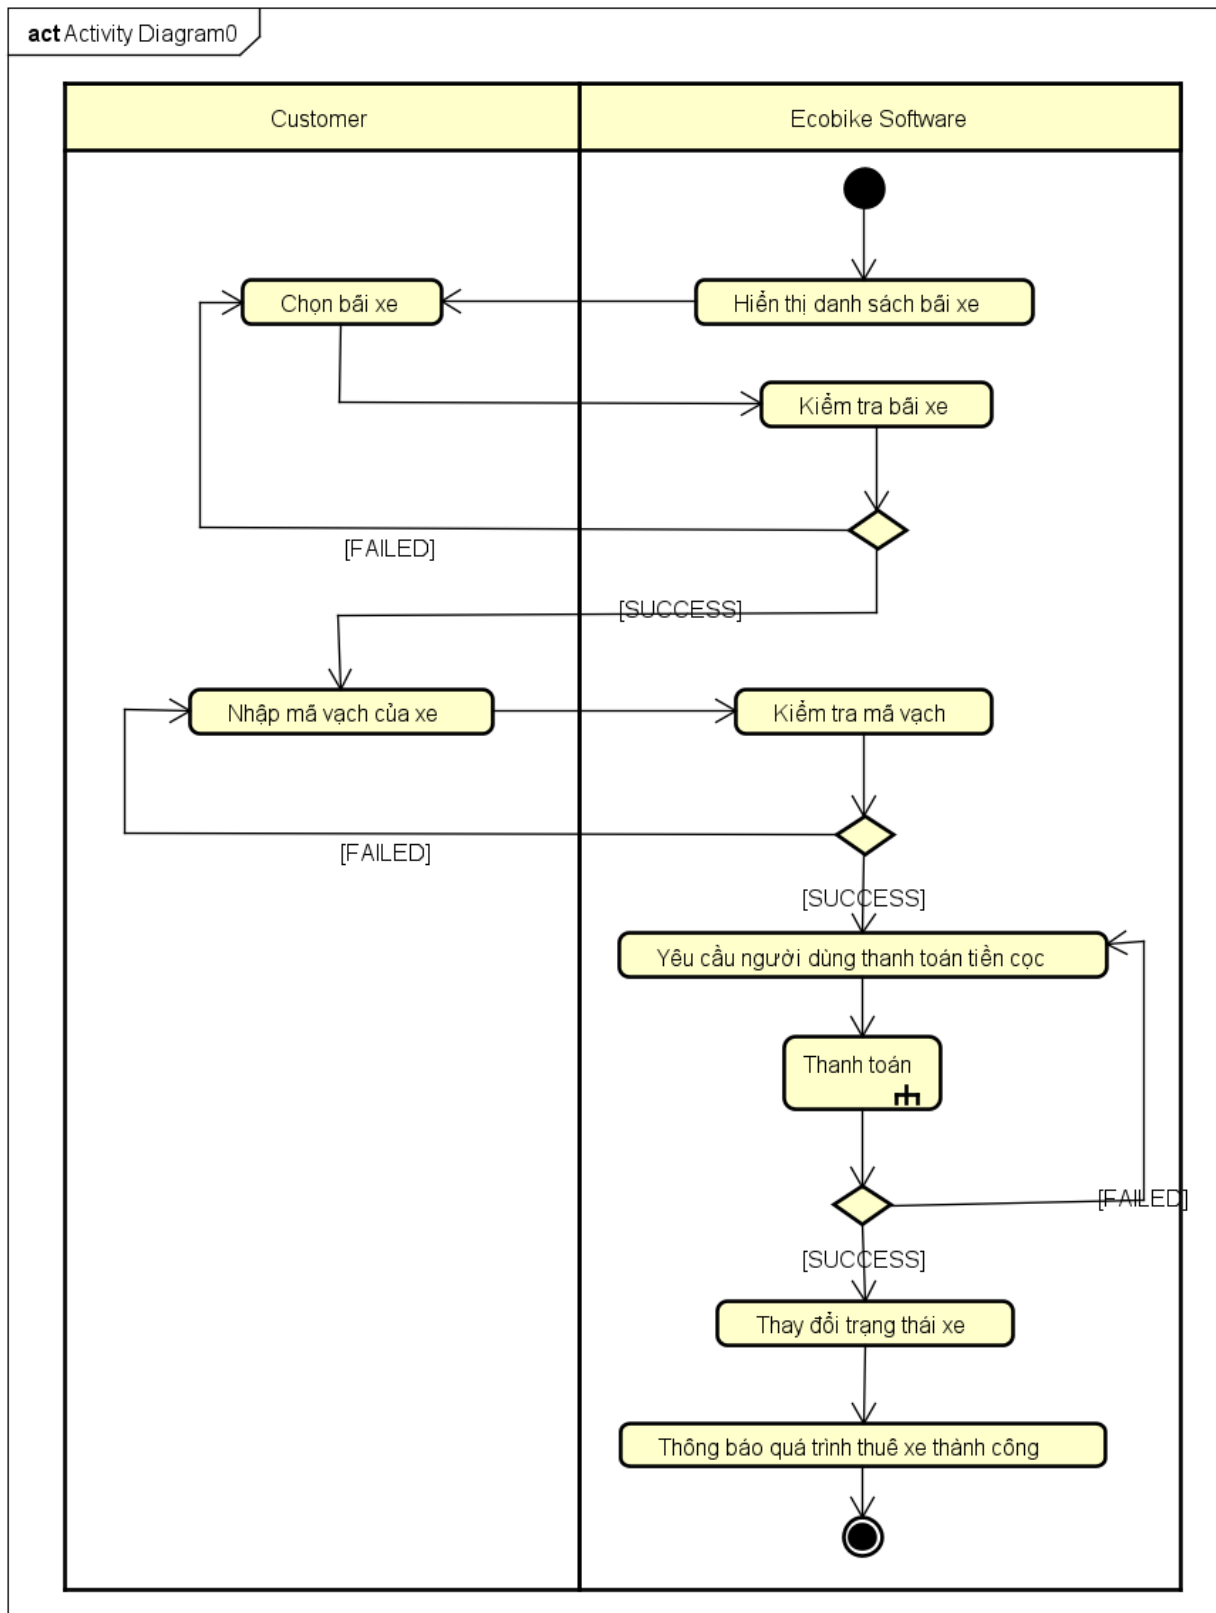 act Activity Diagram0
Customer
Ecobike Software
Chọn bãi xe
Hiển thị danh sách bãi xe
Kiểm tra bãi xe
[FAILED]
[SUCCESS]
Nhập mã vạch của xe
Kiểm tra mã vạch
[FAILED]
[SUCCESS]
Yêu cầu người dùng thanh toán tiền cọc
Thanh toán
[FAILED]
[SUCCESS]
Thay đổi trạng thái xe
Thông báo quá trình thuê xe thành công